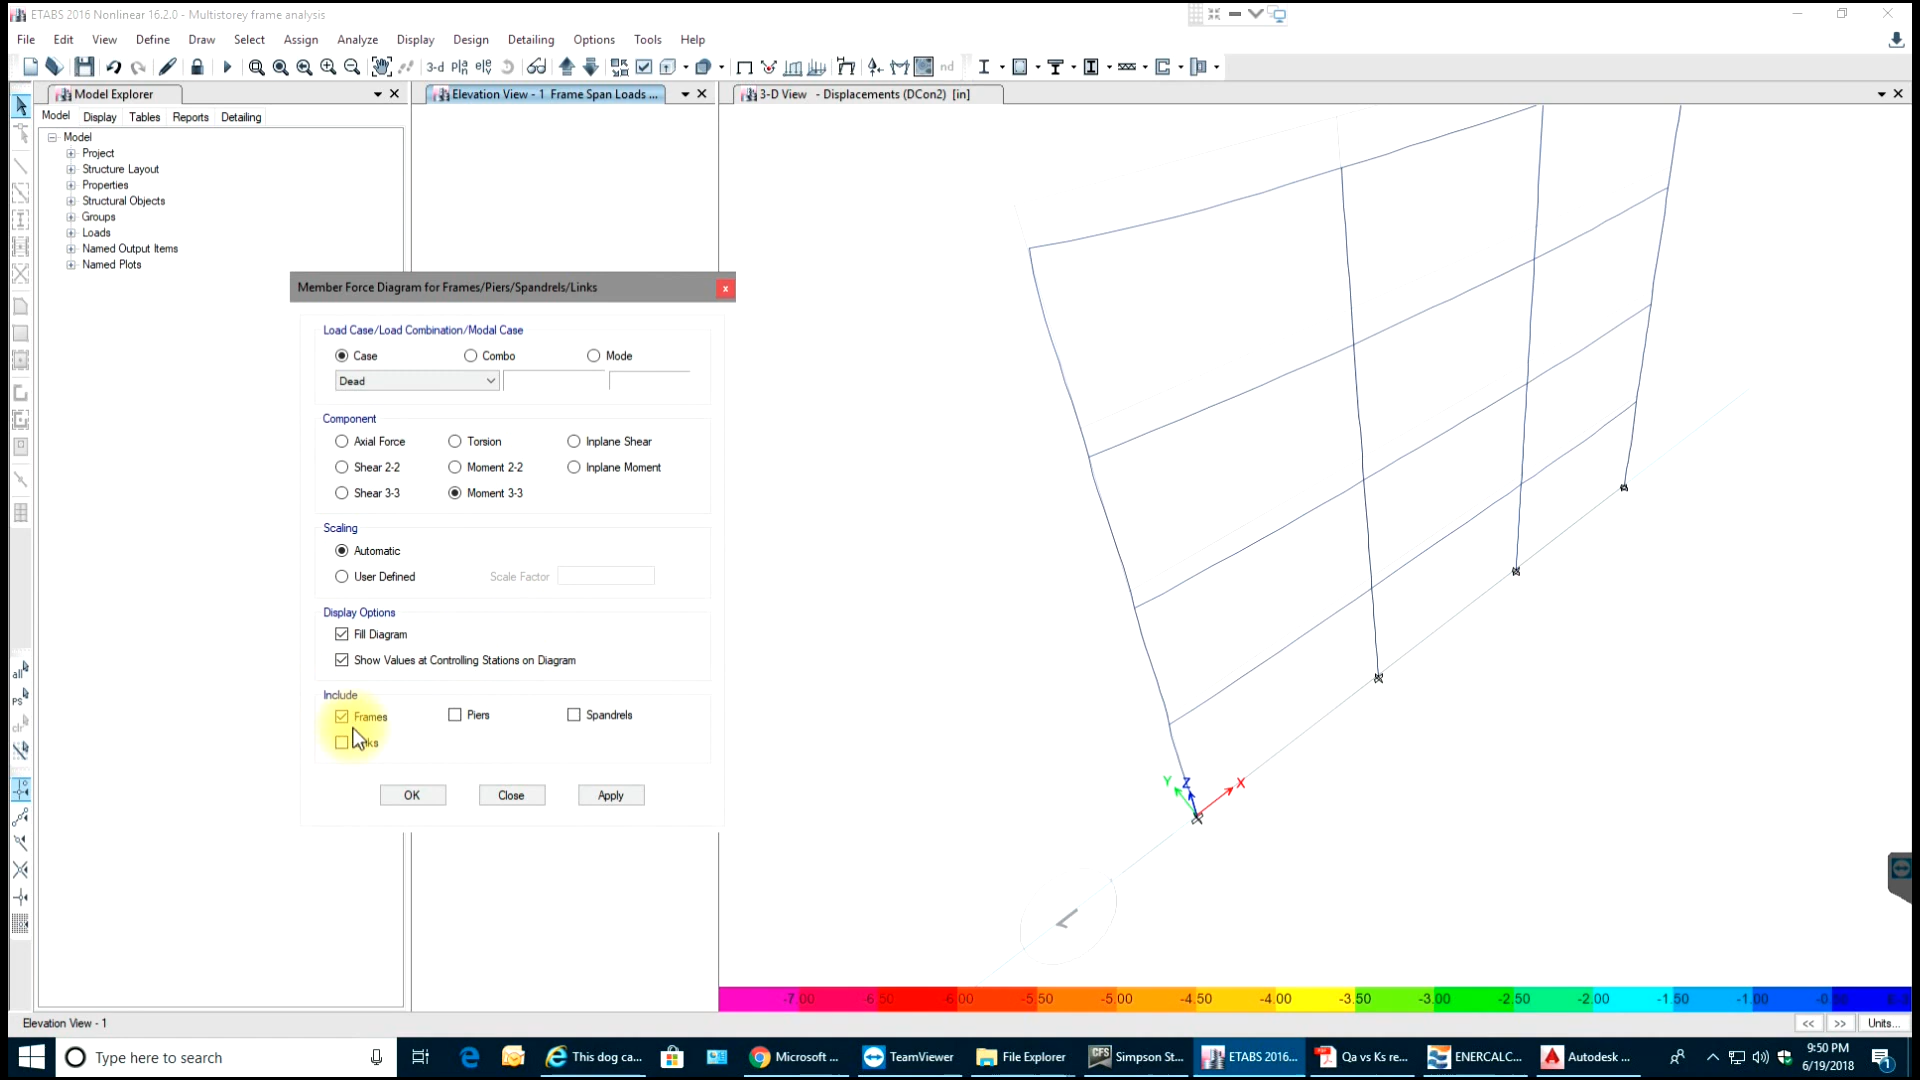 ETABS 2016 Nonlinear 16.2.0 - Multistorey frame analysis
File Edit View Define Draw Select Assign Analyze Display Design Detailing Options Tools Help
3-d
nd
Model Explorer
Elevation View - 1 Frame Span Loads ...
3-D View - Displacements (DCon2) [in]
Model Display Tables Reports Detailing
Model
Project
Structure Layout
Properties
Structural Objects
Groups
Loads
Named Output Items
Named Plots
Member Force Diagram for Frames/Piers/Spandrels/Links
x
Load Case/Load Combination/Modal Case
Case Combo Mode
Dead
Component
Axial Force Torsion Inplane Shear
Shear 2-2 Moment 2-2 Inplane Moment
Shear 3-3 Moment 3-3
Scaling
Automatic
User Defined Scale Factor
Display Options
Fill Diagram
Show Values at Controlling Stations on Diagram
Include
Frames Piers Spandrels
OK Close Apply
all
ps
clr
Y Z X
-7.00 -6.50 -6.00 -5.50 -5.00 -4.50 -4.00 -3.50 -3.00 -2.50 -2.00 -1.50 -1.00
Elevation View - 1
<< >> Units...
Type here to search
This dog ca...
Microsoft ...
TeamViewer
File Explorer
CFS
Simpson St...
ETABS 2016...
Qa vs Ks re...
ENERCALC...
Autodesk ...
9:50 PM
6/19/2018
1